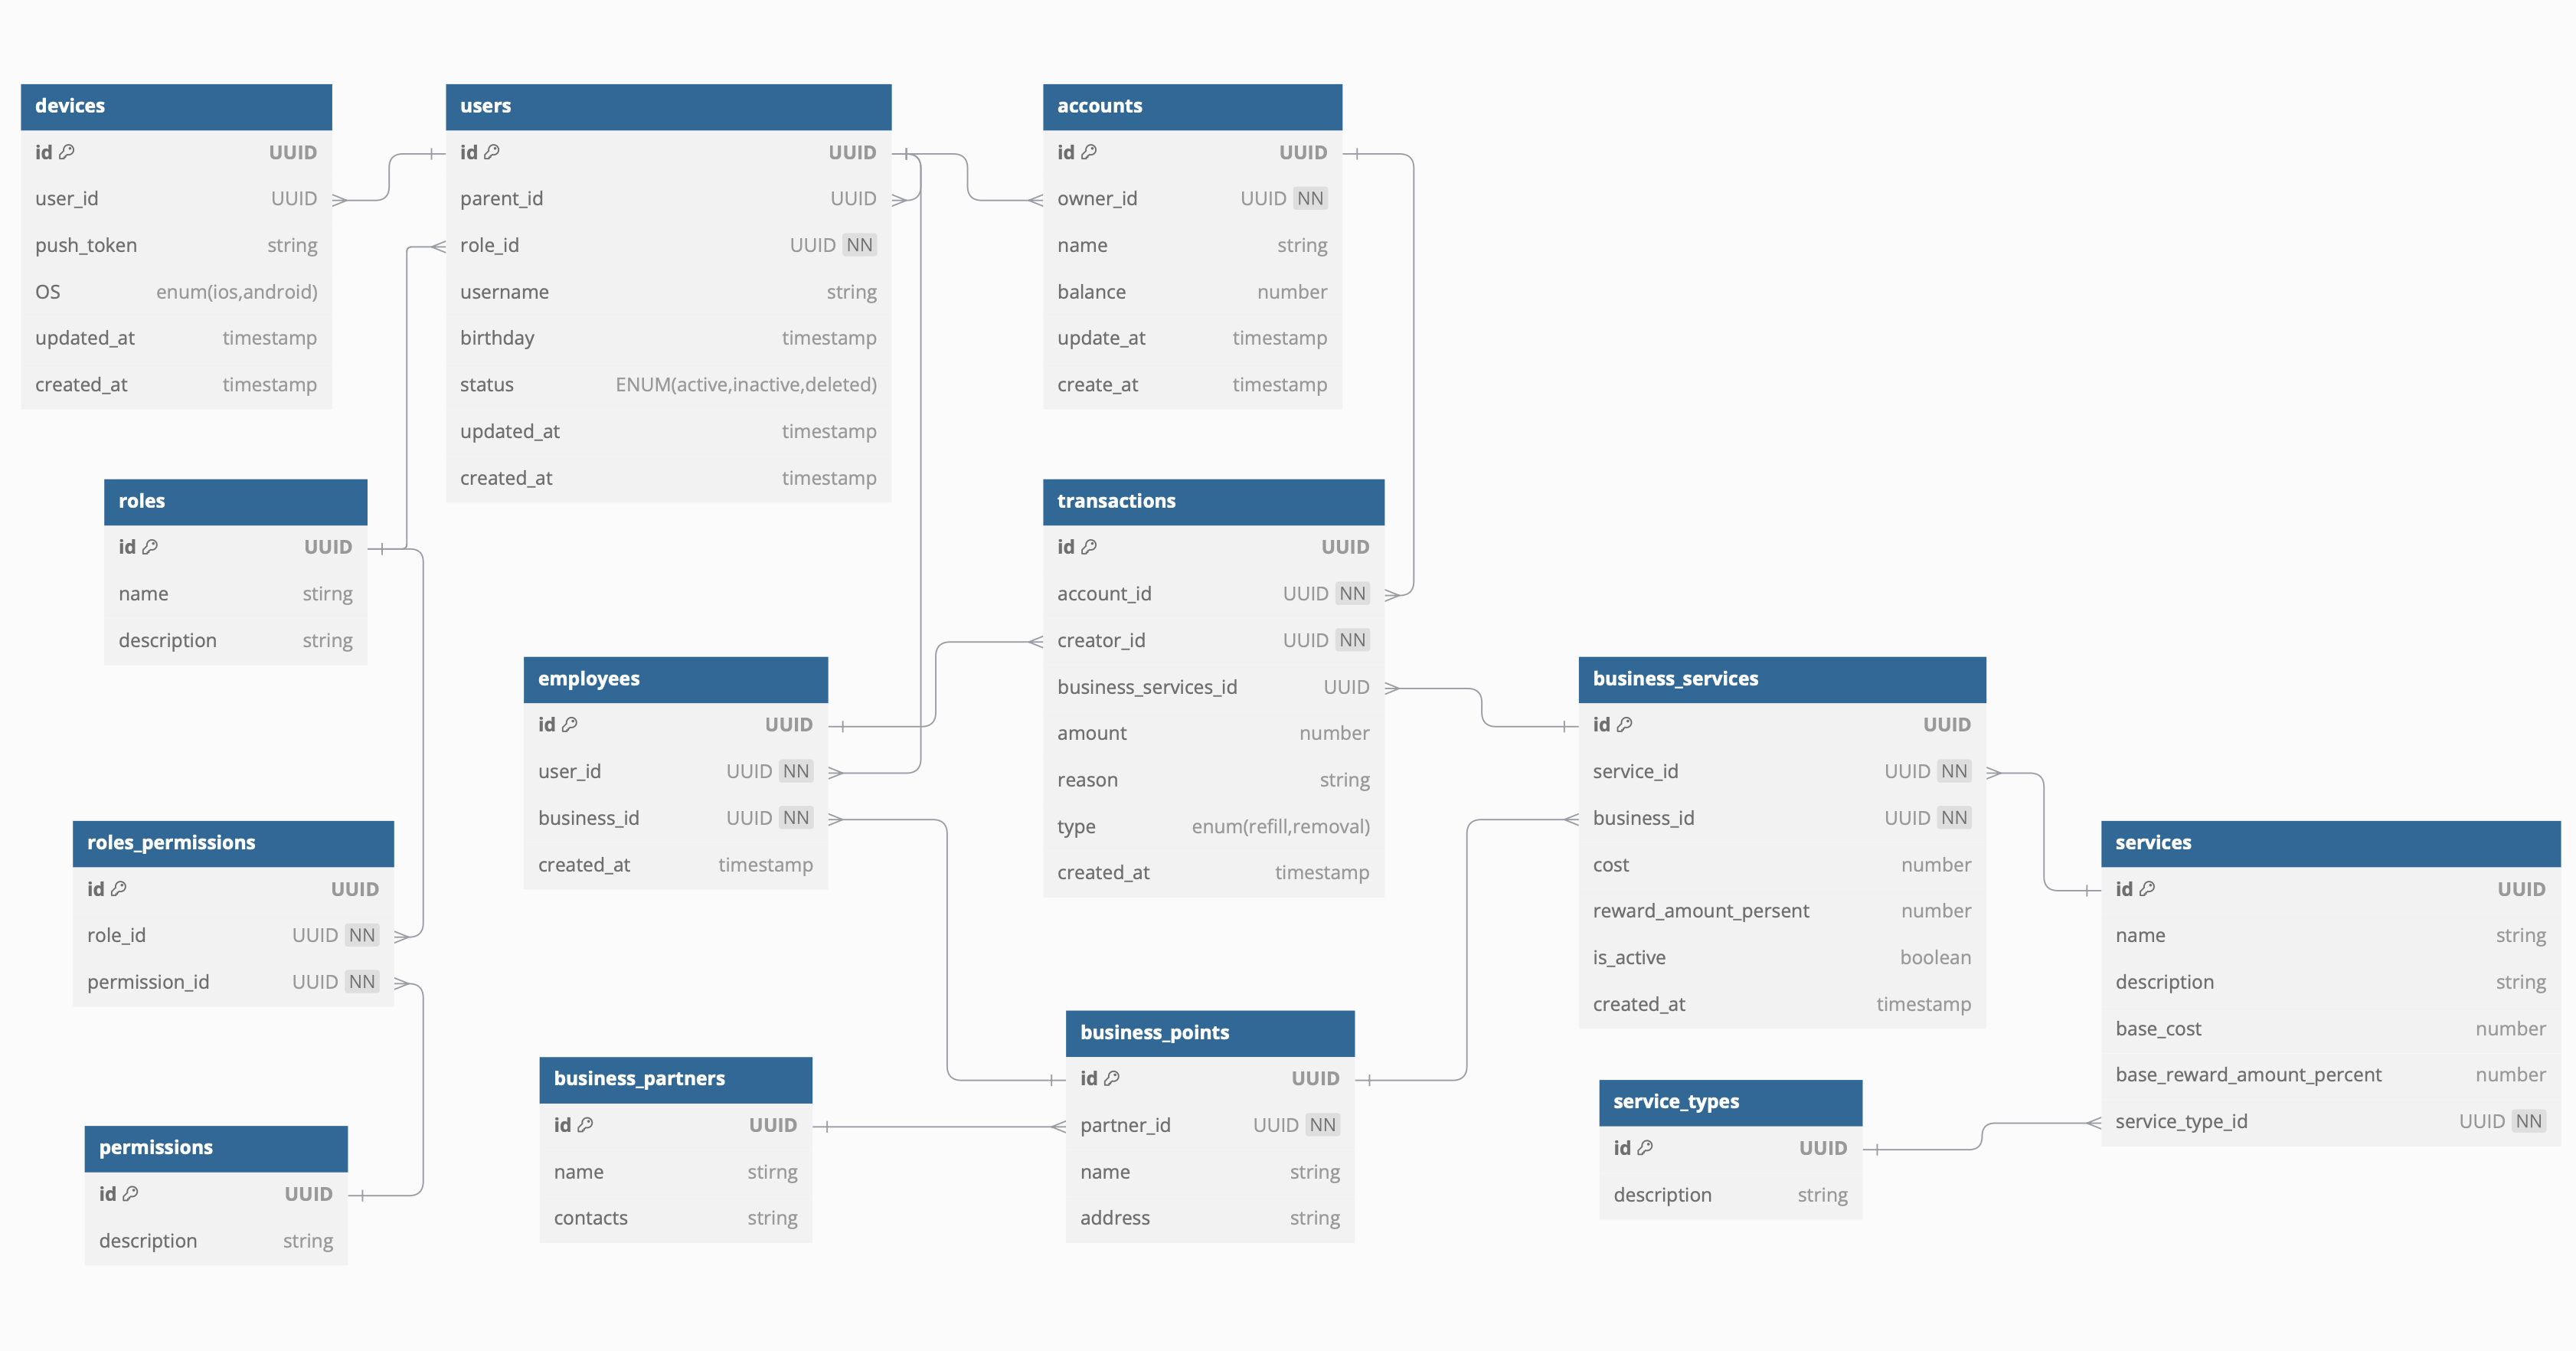 devices
id UUID
user_id UUID
push_token string
OS enum(ios,android)
updated_at timestamp
created_at timestamp
users
id UUID
parent_id UUID
role_id UUID NN
username string
birthday timestamp
status ENUM(active,inactive,deleted)
updated_at timestamp
created_at timestamp
accounts
id UUID
owner_id UUID NN
name string
balance number
update_at timestamp
create_at timestamp
roles
id UUID
name stirng
description string
transactions
id UUID
account_id UUID NN
creator_id UUID NN
business_services_id UUID
amount number
reason string
type enum(refill,removal)
created_at timestamp
employees
id UUID
user_id UUID NN
business_id UUID NN
created_at timestamp
business_services
id UUID
service_id UUID NN
business_id UUID NN
cost number
reward_amount_persent number
is_active boolean
created_at timestamp
roles_permissions
id UUID
role_id UUID NN
permission_id UUID NN
services
id UUID
name string
description string
base_cost number
base_reward_amount_percent number
service_type_id UUID NN
business_points
id UUID
partner_id UUID NN
name string
address string
business_partners
id UUID
name stirng
contacts string
service_types
id UUID
description string
permissions
id UUID
description string